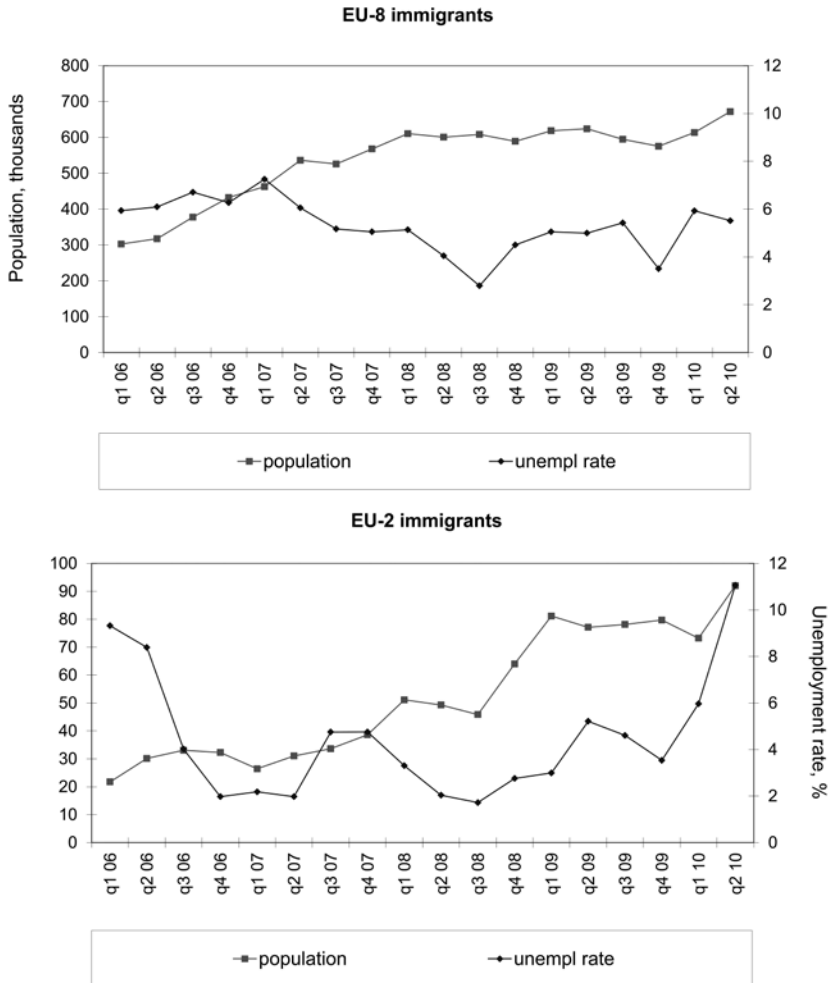 EU-8 immigrants
Population, thousands
800
700
600
500
400
300
200
100
0
12
10
8
6
4
2
0
q1 06
q2 06
q3 06
q4 06
q1 07
q2 07
q3 07
q4 07
q1 08
q2 08
q3 08
q4 08
q1 09
q2 09
q3 09
q4 09
q1 10
q2 10
population unempl rate
EU-2 immigrants
100
90
80
70
60
50
40
30
20
10
0
12
10
8
6
4
2
0
Unemployment rate, %
q1 06
q2 06
q3 06
q4 06
q1 07
q2 07
q3 07
q4 07
q1 08
q2 08
q3 08
q4 08
q1 09
q2 09
q3 09
q4 09
q1 10
q2 10
population unempl rate